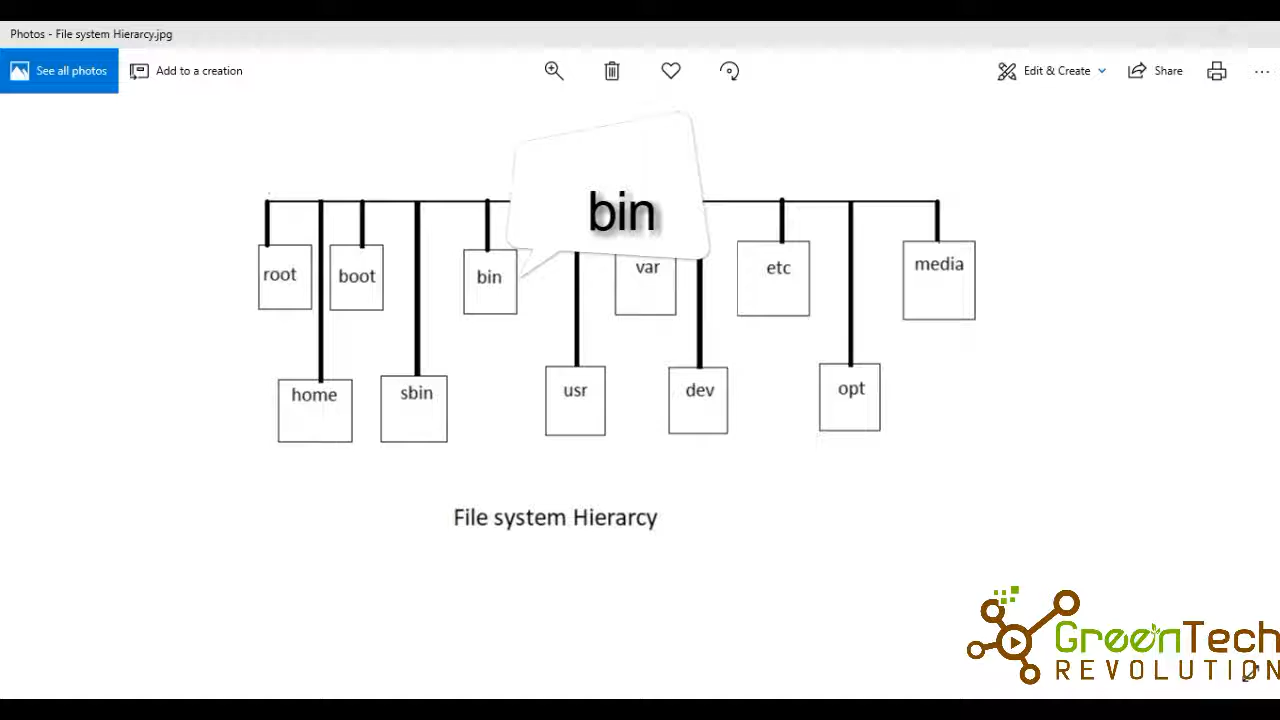 Photos - File system Hierarcy.jpg
See all photos
Add to a creation
Edit & Create
Share
bin
root
boot
bin
var
etc
media
home
sbin
usr
dev
opt
File system Hierarcy
GreenTech
REVOLUTION